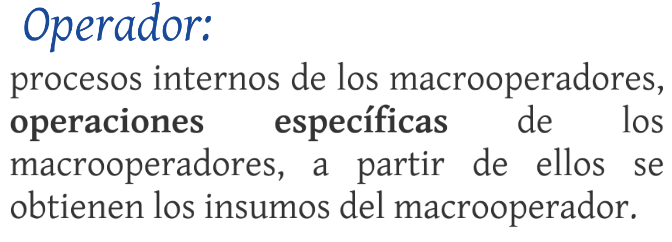 Operador:
procesos internos de los macrooperadores,
operaciones específicas de los
macrooperadores, a partir de ellos se
obtienen los insumos del macrooperador.